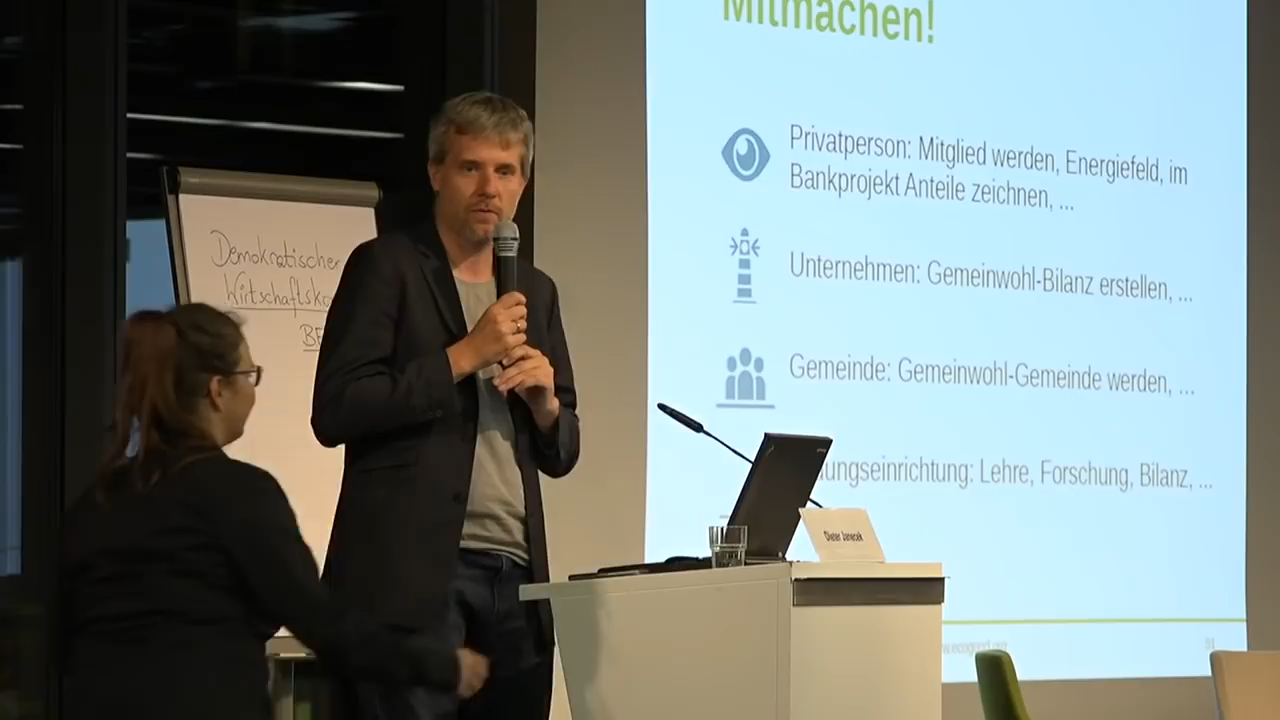 Mitmachen!
Privatperson: Mitglied werden, Energiefeld, im
Bankprojekt Anteile zeichnen, ...
Unternehmen: Gemeinwohl-Bilanz erstellen, ...
Gemeinde: Gemeinwohl-Gemeinde werden, ...
ungseinrichtung: Lehre, Forschung, Bilanz, ...
Demokratischer
Wirtschaftsko
BE
Dieter Janecek